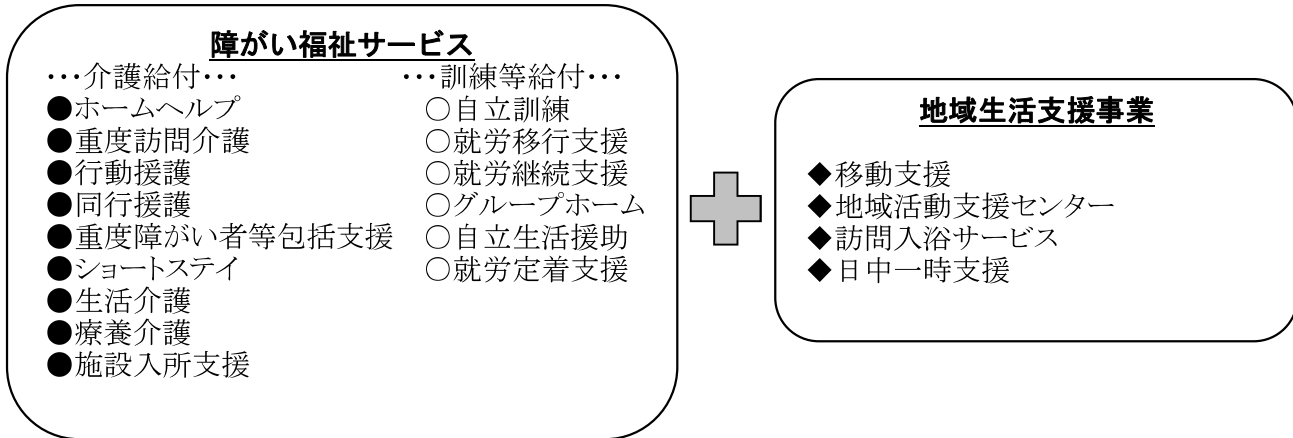 障がい福祉サービス
…介護給付…
●ホームヘルプ
●重度訪問介護
●行動援護
●同行援護
●重度障がい者等包括支援
●ショートステイ
●生活介護
●療養介護
●施設入所支援
…訓練等給付…
○自立訓練
○就労移行支援
○就労継続支援
○グループホーム
○自立生活援助
○就労定着支援
地域生活支援事業
◆移動支援
◆地域活動支援センター
◆訪問入浴サービス
◆日中一時支援